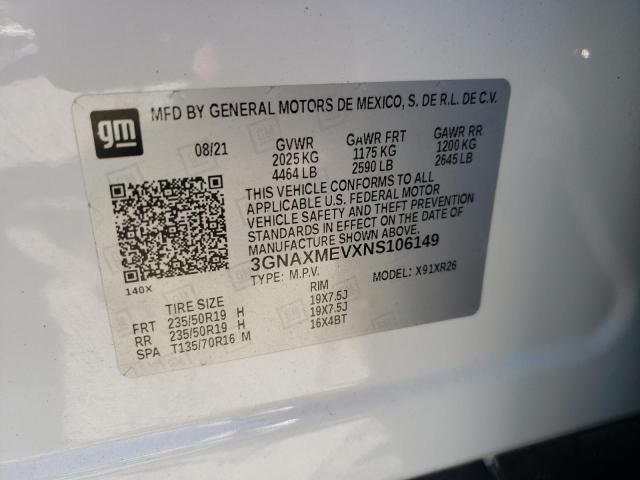 gm
MFD BY GENERAL MOTORS DE MEXICO, S. DE R.L. DE C.V.
08/21 GVWR GAWR FRT GAWR RR
2025 KG 1175 KG 1200 KG
4464 LB 2590 LB 2645 LB
THIS VEHICLE CONFORMS TO ALL
APPLICABLE U.S. FEDERAL MOTOR
VEHICLE SAFETY AND THEFT PREVENTION
STANDARDS IN EFFECT ON THE DATE OF
MANUFACTURE SHOWN ABOVE.
3GNAXMEVXNS106149
140X TYPE: M.P.V. MODEL: X91XR26
TIRE SIZE RIM
FRT 235/50R19 H 19X7.5J
RR 235/50R19 H 19X7.5J
SPA T135/70R16 M 16X4BT